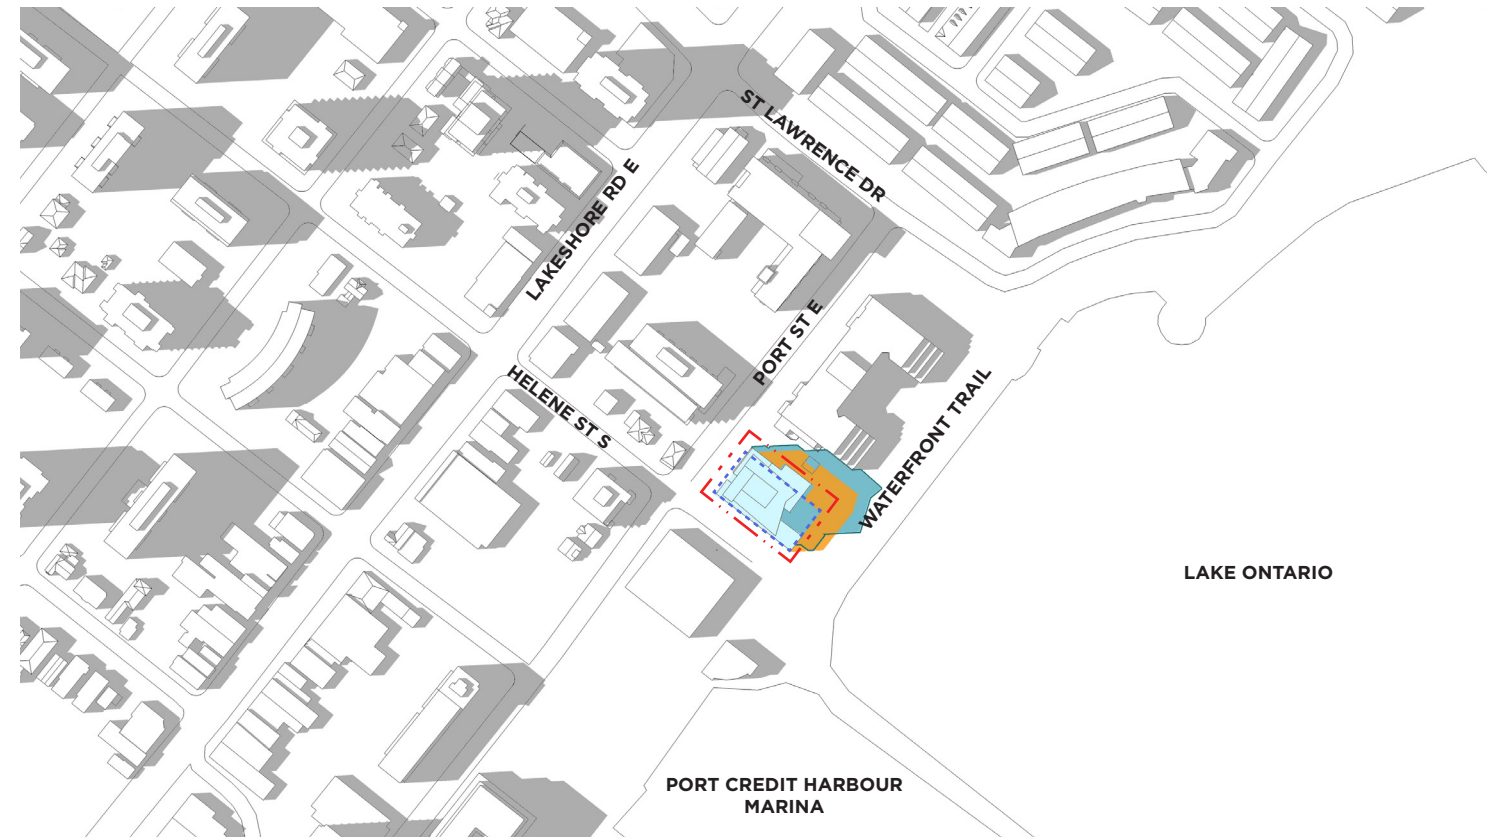 ST LAWRENCE DR
LAKESHORE RD E
PORT ST E
HELENE ST S
WATERFRONT TRAIL
LAKE ONTARIO
PORT CREDIT HARBOUR
MARINA